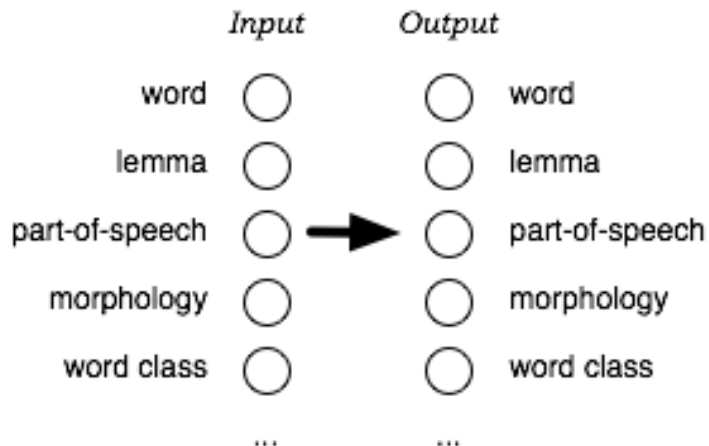 Input Output
word word
lemma lemma
part-of-speech part-of-speech
morphology morphology
word class word class
... ...